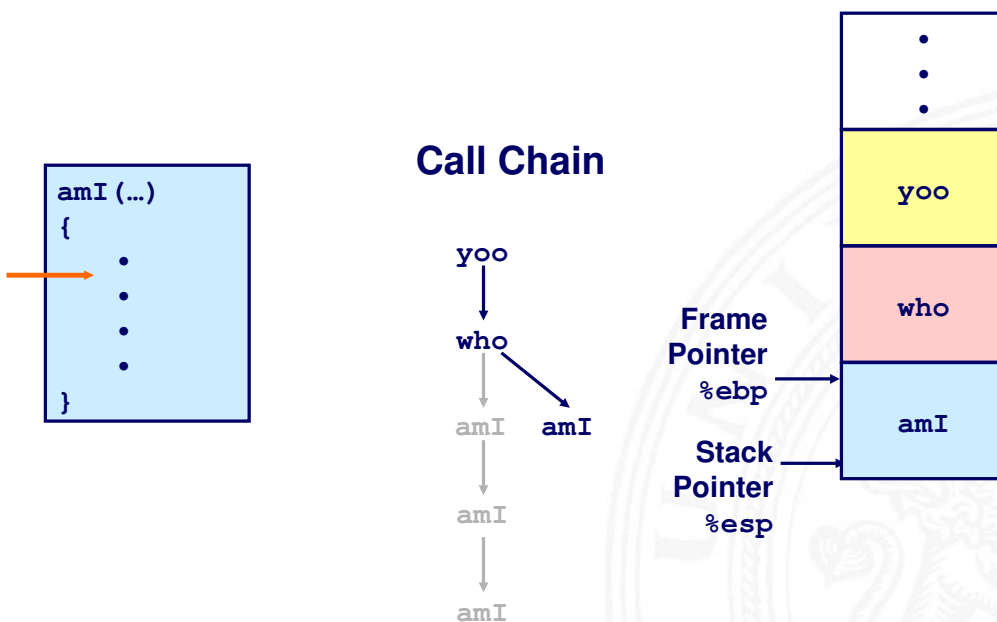 amI(…)
{
•
•
•
•
}
Call Chain
yoo
who
amI amI
amI
amI
Frame
Pointer
%ebp
Stack
Pointer
%esp
•
•
•
yoo
who
amI